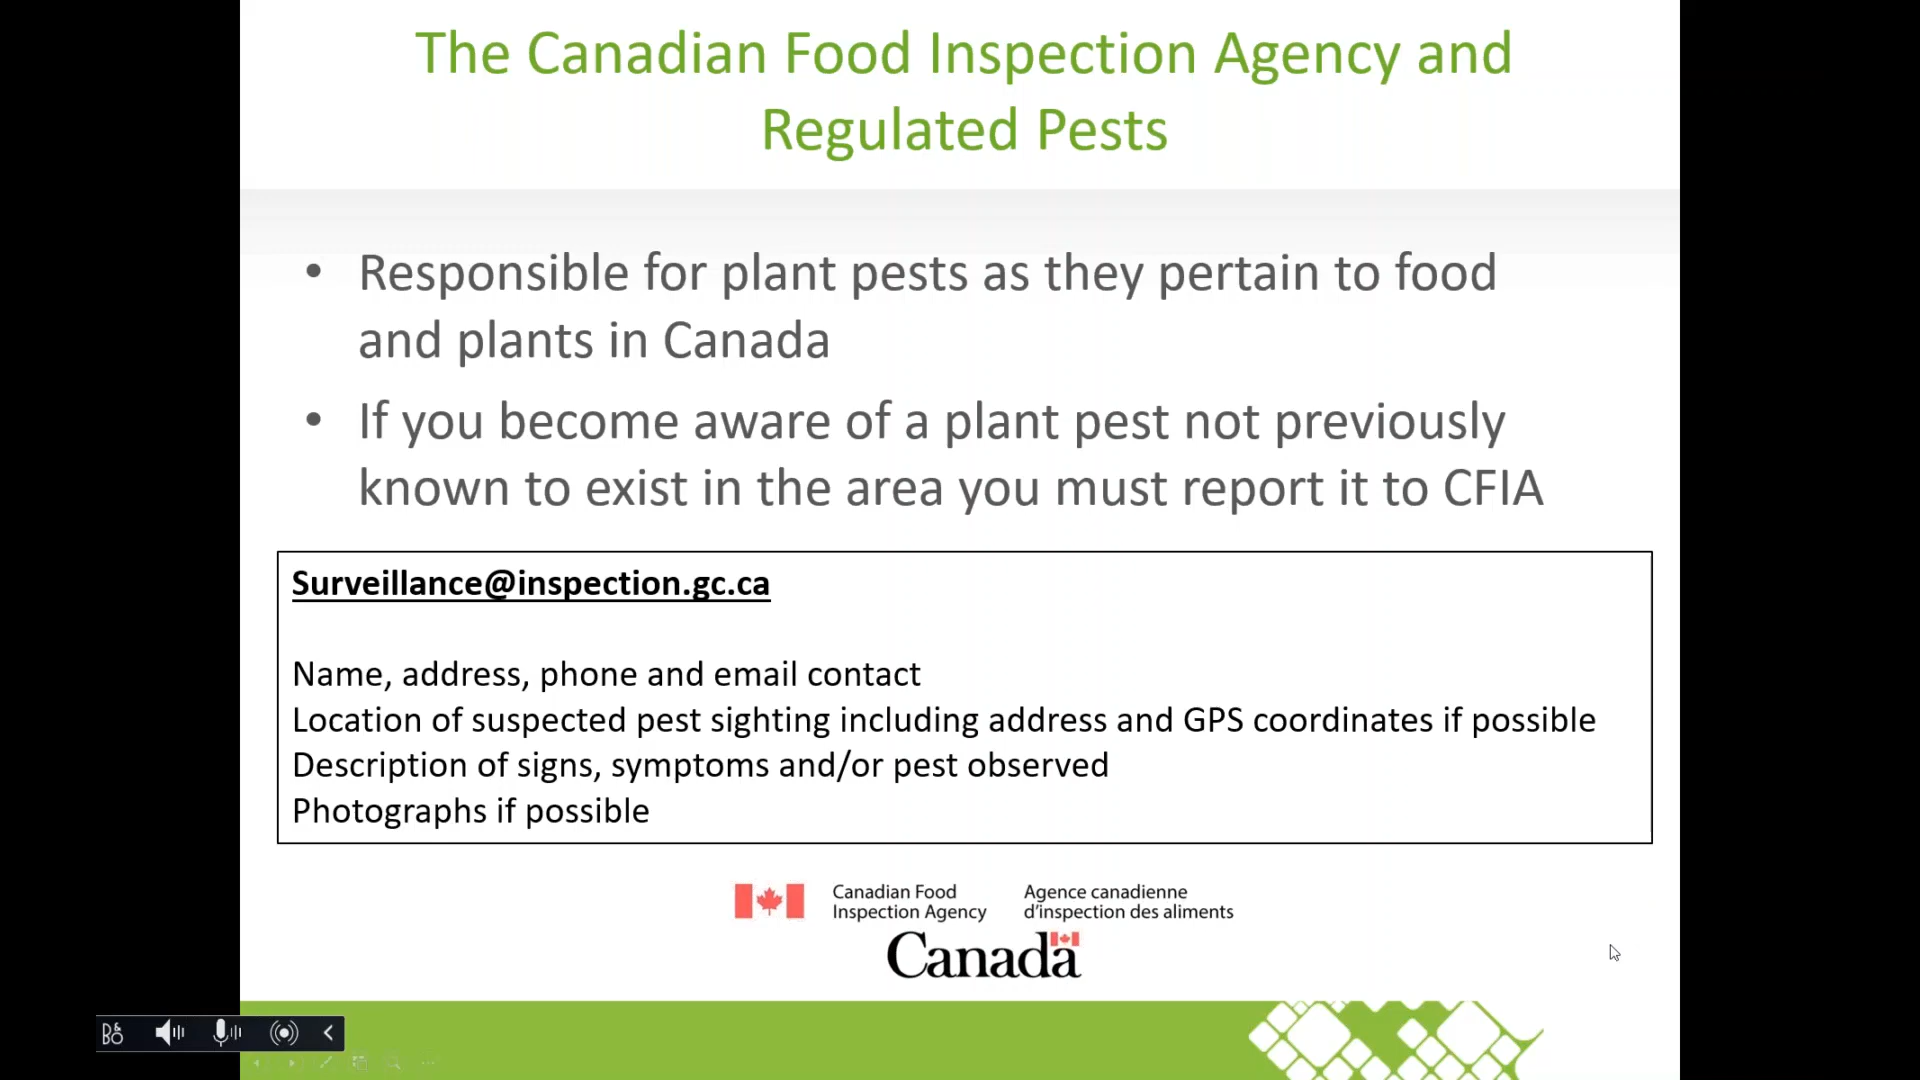 The Canadian Food Inspection Agency and
Regulated Pests
• Responsible for plant pests as they pertain to food
and plants in Canada
• If you become aware of a plant pest not previously
known to exist in the area you must report it to CFIA
Surveillance@inspection.gc.ca
Name, address, phone and email contact
Location of suspected pest sighting including address and GPS coordinates if possible
Description of signs, symptoms and/or pest observed
Photographs if possible
Canadian Food
Inspection Agency
Agence canadienne
d'inspection des aliments
Canada
B&O